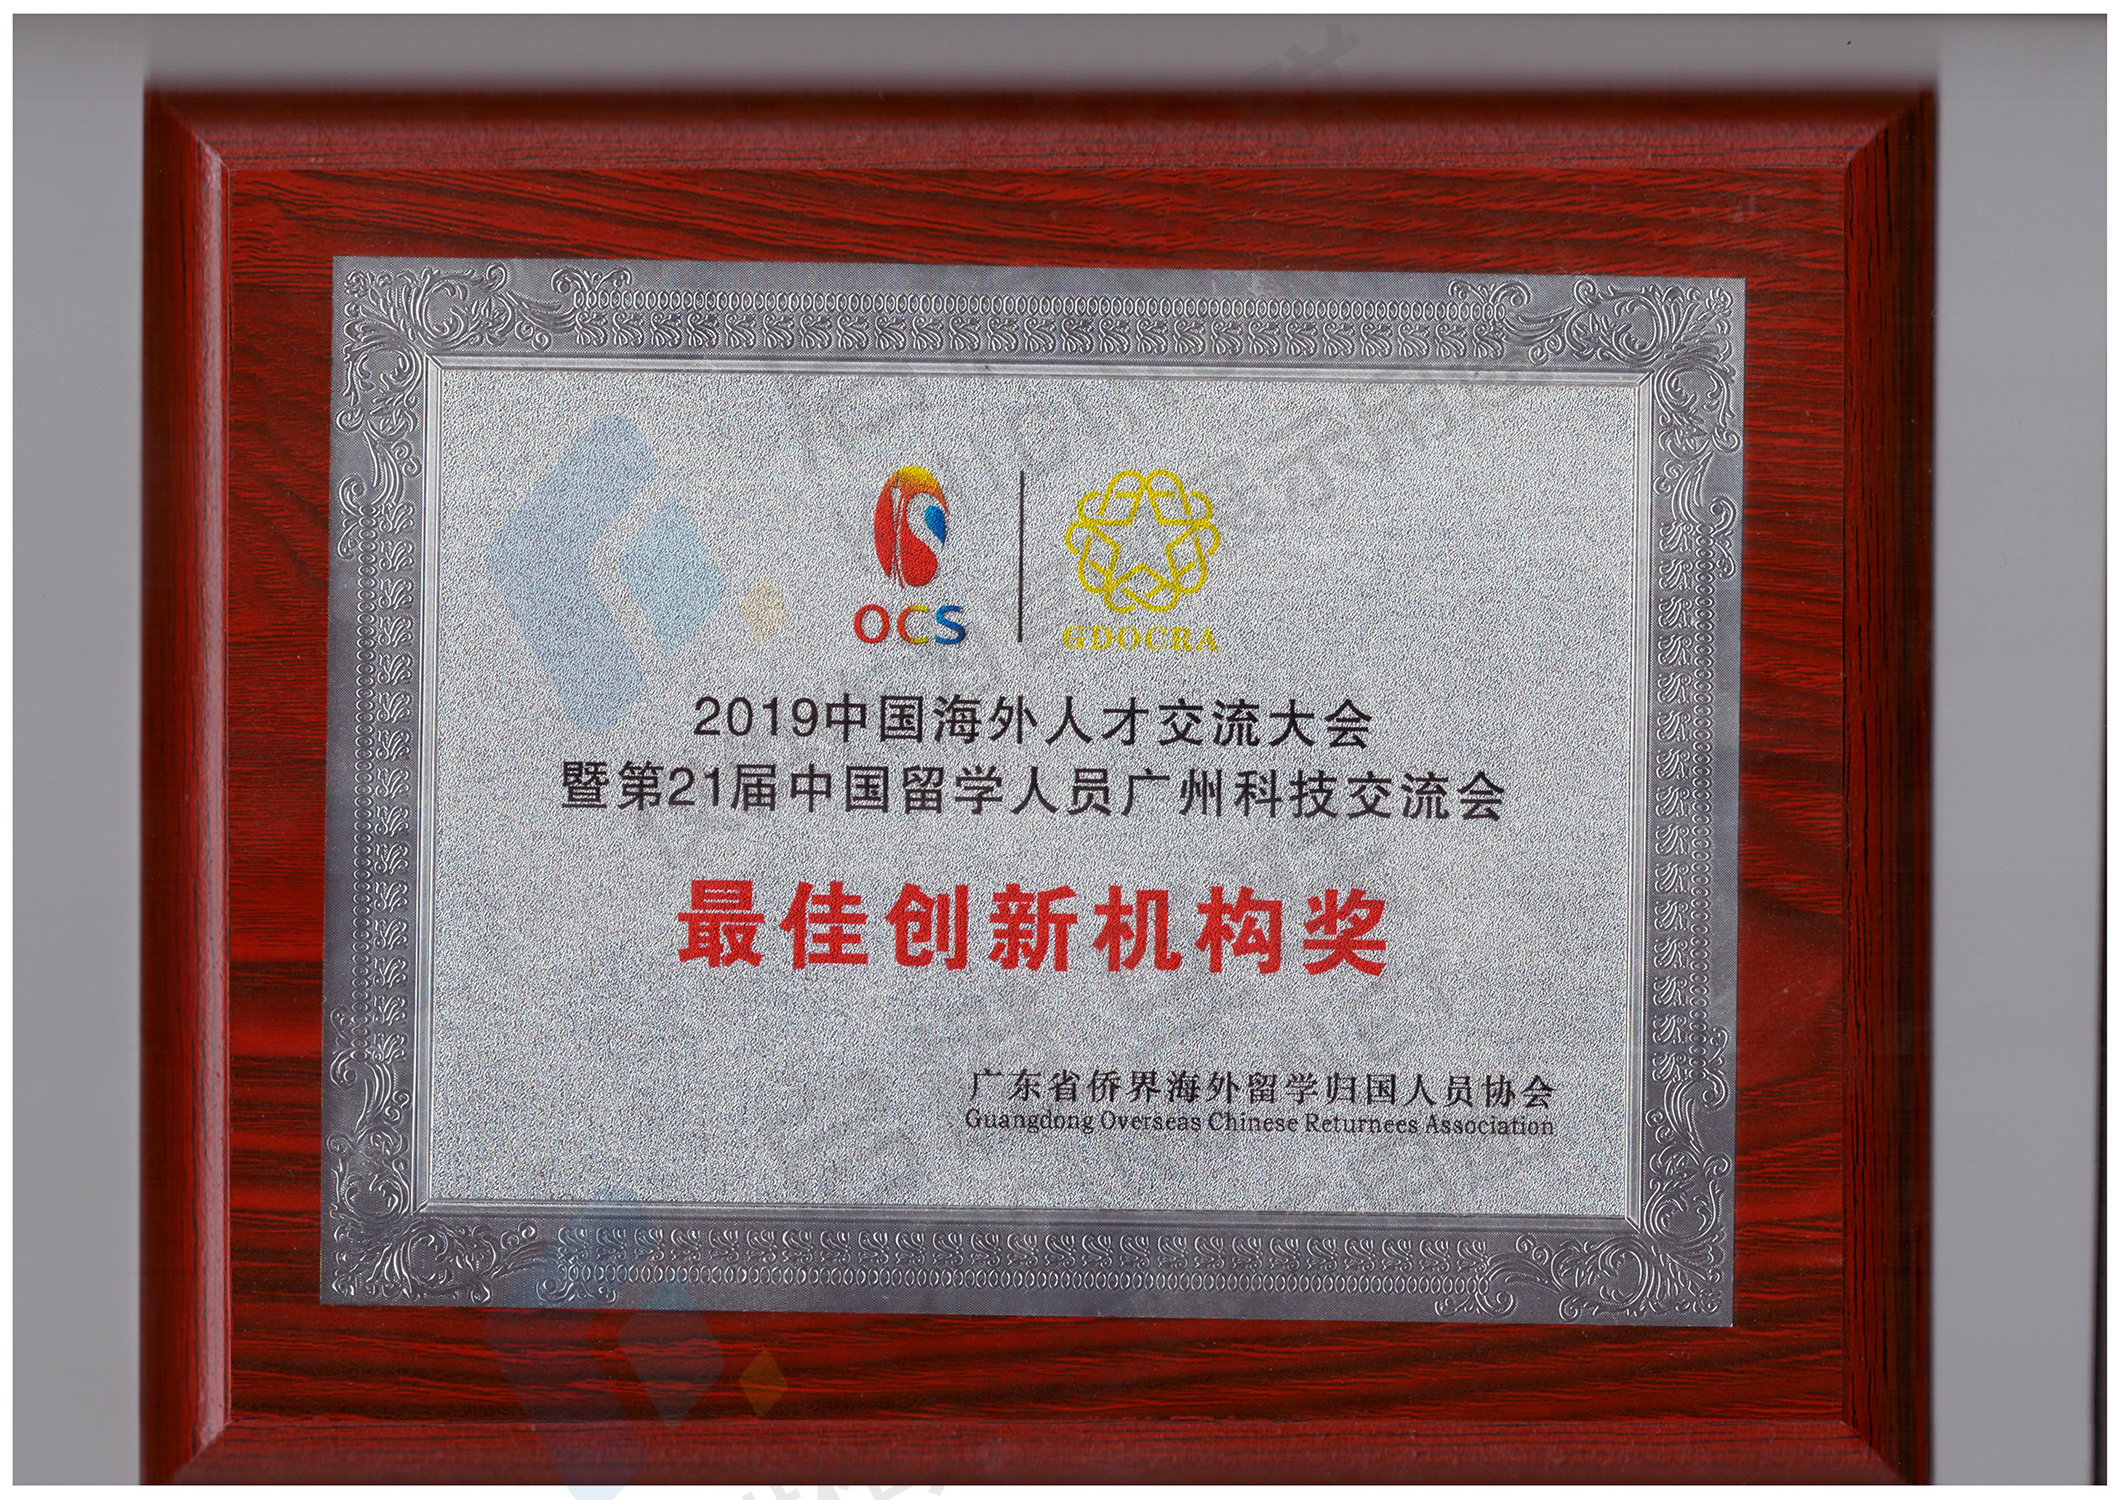 OCS
GDOCRA
2019中国海外人才交流大会
暨第21届中国留学人员广州科技交流会
最佳创新机构奖
广东省侨界海外留学归国人员协会
Guangdong Overseas Chinese Returnees Association